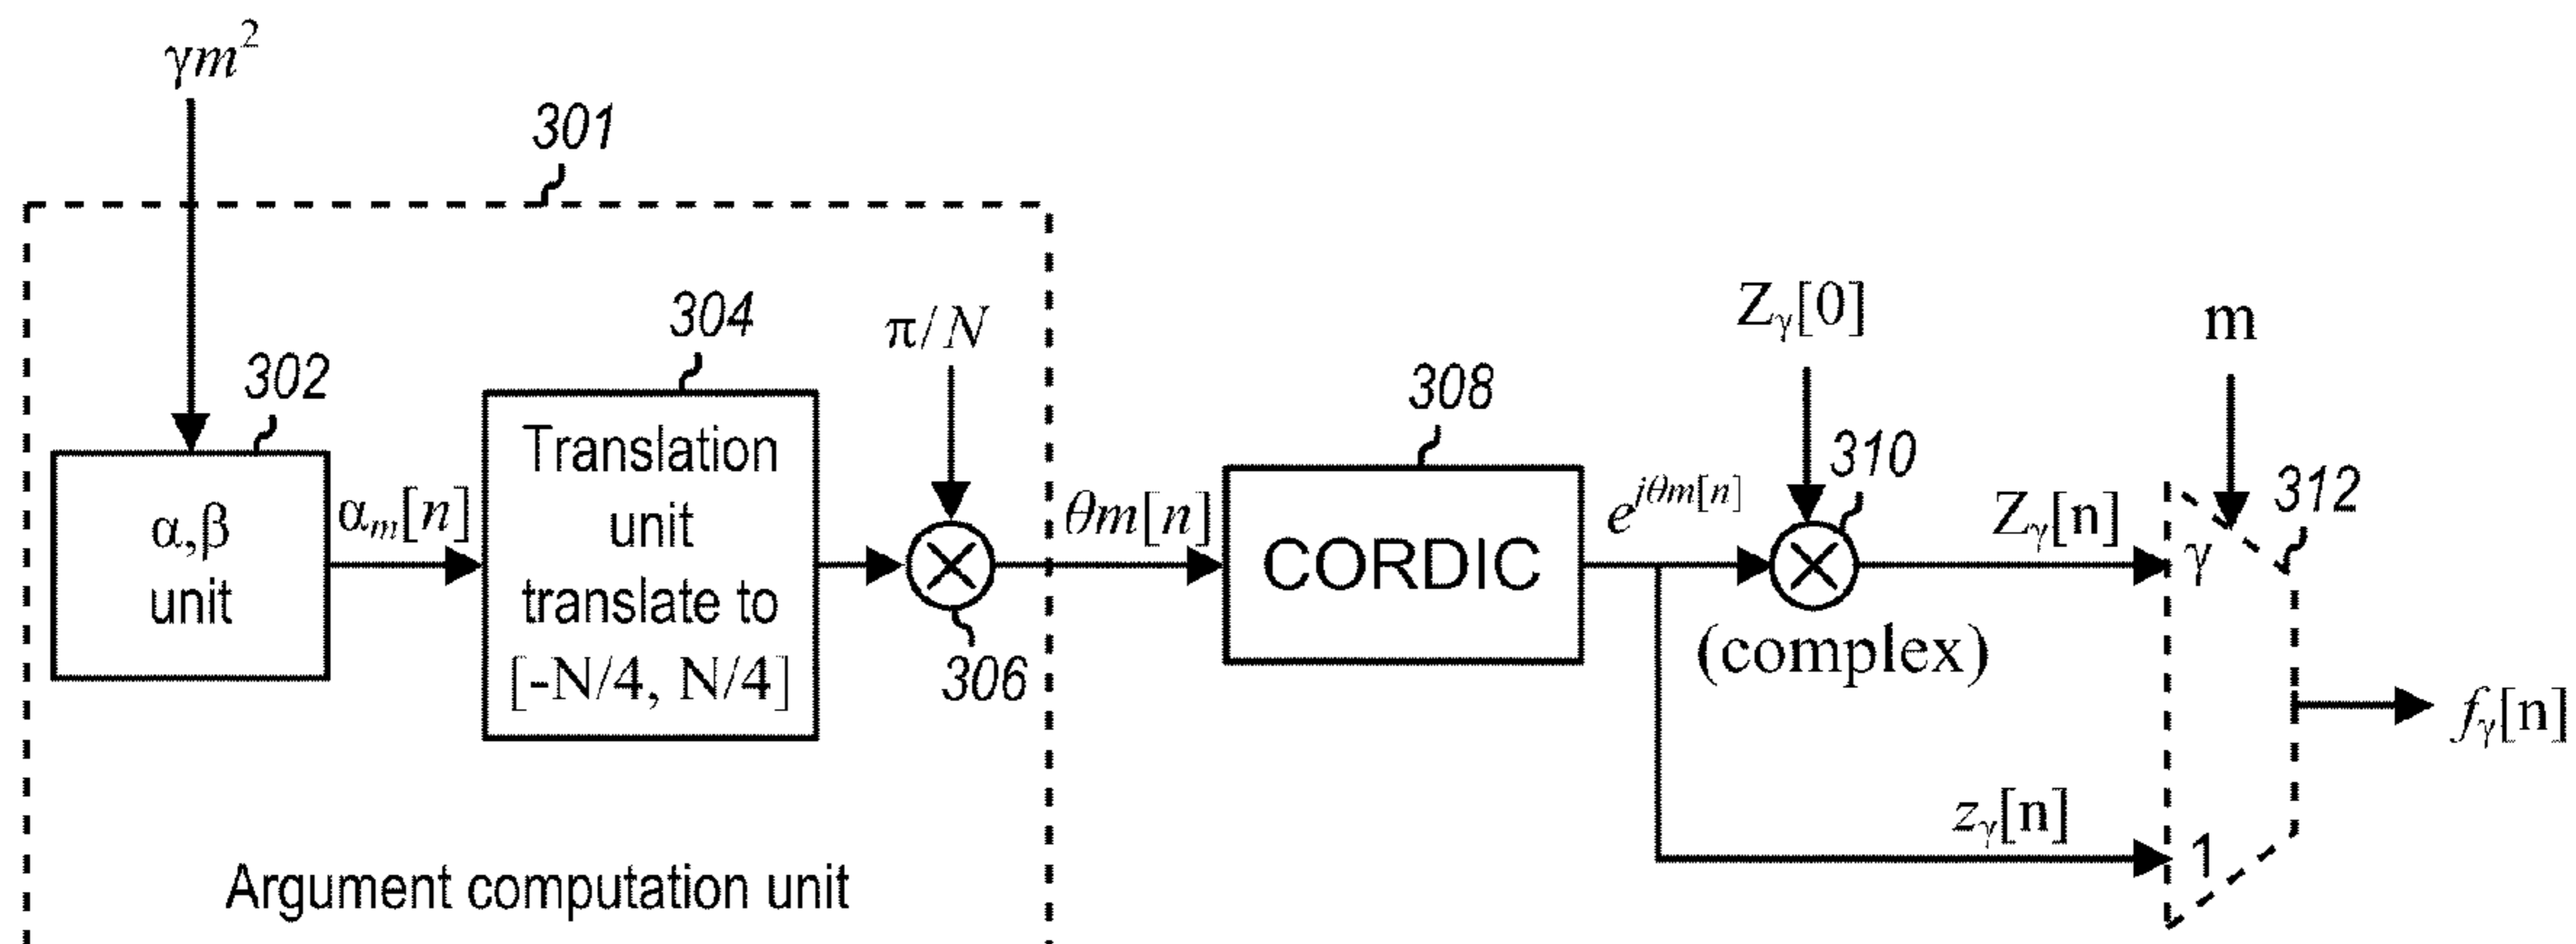 γm²
301
302
α,β
unit
αₘ[n]
304
Translation
unit
translate to
[-N/4, N/4]
π/N
306
Argument computation unit
θm[n]
308
CORDIC
e^{jθm[n]}
Z_γ[0]
310
(complex)
Z_γ[n]
z_γ[n]
m
312
γ
1
f_γ[n]